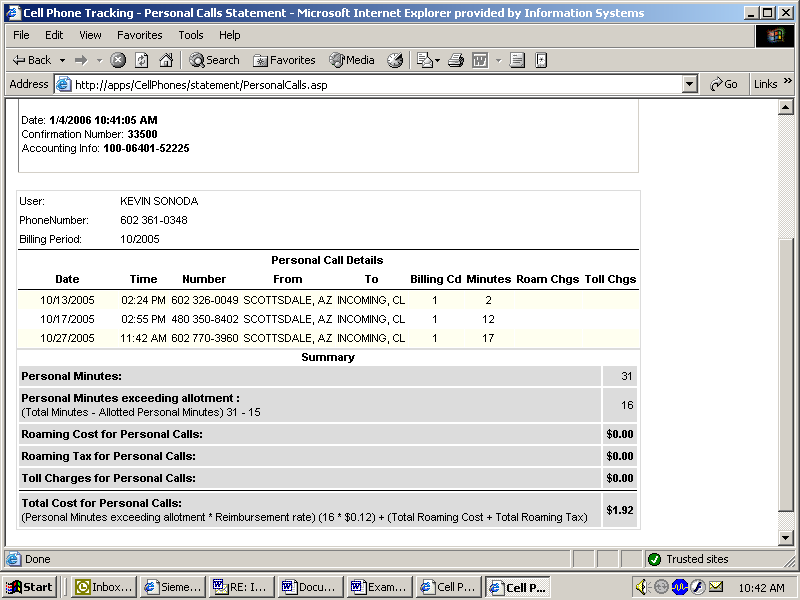 Cell Phone Tracking - Personal Calls Statement - Microsoft Internet Explorer provided by Information Systems
File Edit View Favorites Tools Help
Back Search Favorites Media
Address http://apps/CellPhones/statement/PersonalCalls.asp Go Links »
Date: 1/4/2006 10:41:05 AM
Confirmation Number: 33500
Accounting Info: 100-06401-52225
User: KEVIN SONODA
PhoneNumber: 602 361-0348
Billing Period: 10/2005
Personal Call Details
Date Time Number From To Billing Cd Minutes Roam Chgs Toll Chgs
10/13/2005 02:24 PM 602 326-0049 SCOTTSDALE, AZ INCOMING, CL 1 2
10/17/2005 02:55 PM 480 350-8402 SCOTTSDALE, AZ INCOMING, CL 1 12
10/27/2005 11:42 AM 602 770-3960 SCOTTSDALE, AZ INCOMING, CL 1 17
Summary
Personal Minutes: 31
Personal Minutes exceeding allotment :
(Total Minutes - Allotted Personal Minutes) 31 - 15 16
Roaming Cost for Personal Calls: $0.00
Roaming Tax for Personal Calls: $0.00
Toll Charges for Personal Calls: $0.00
Total Cost for Personal Calls:
(Personal Minutes exceeding allotment * Reimbursement rate) (16 * $0.12) + (Total Roaming Cost + Total Roaming Tax) $1.92
Done Trusted sites
Start Inbox... Sieme... RE: I... Docu... Exam... Cell P... Cell P... 10:42 AM